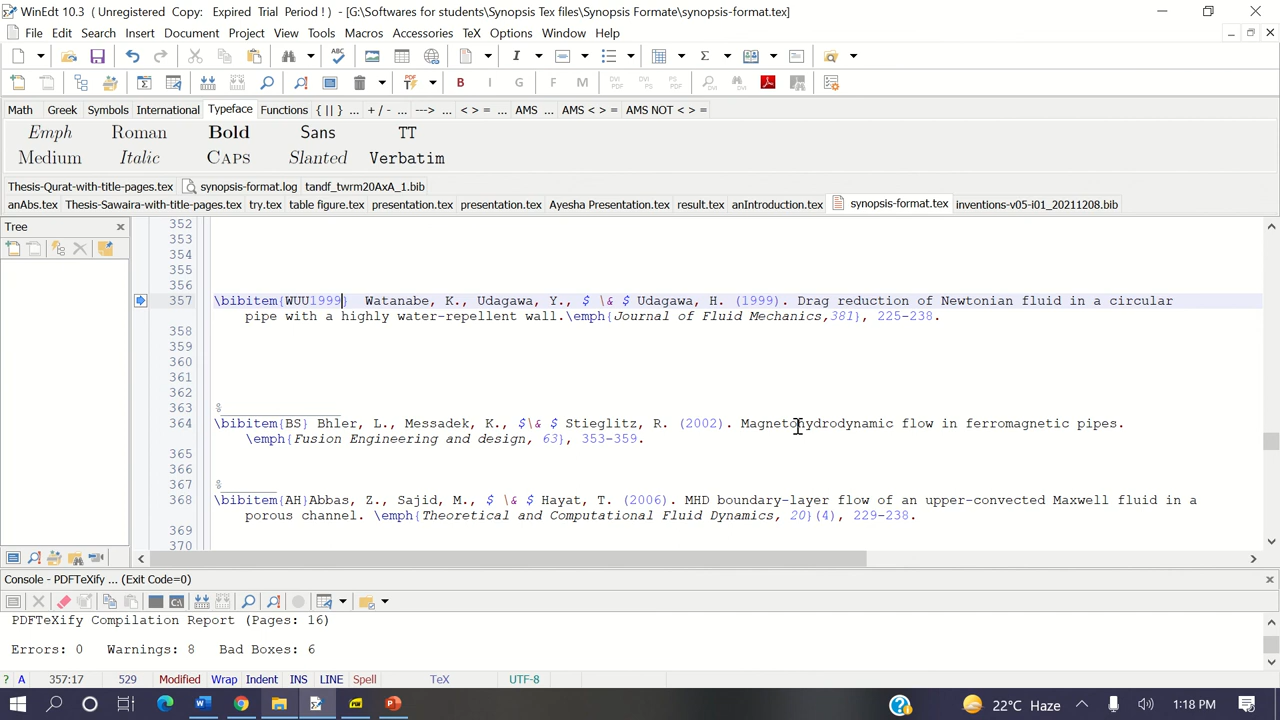 WinEdt 10.3 (Unregistered Copy: Expired Trial Period!) - [G:\Softwares for students\Synopsis Tex files\Synopsis Formate\synopsis-format.tex]
File Edit Search Insert Document Project View Tools Macros Accessories TeX Options Window Help
Math Greek Symbols International Typeface Functions { || } ... + / - ... ---> ... < > = ... AMS ... AMS < > = AMS NOT < > =
Emph Roman Bold Sans TT
Medium Italic CAPS Slanted Verbatim
Thesis-Qurat-with-title-pages.tex synopsis-format.log tandf_twrm20AxA_1.bib
anAbs.tex Thesis-Sawaira-with-title-pages.tex try.tex table figure.tex presentation.tex presentation.tex Ayesha Presentation.tex result.tex anIntroduction.tex synopsis-format.tex inventions-v05-i01_20211208.bib
Tree
352
353
354
355
356
357 \bibitem{WUU1999} Watanabe, K., Udagawa, Y., $ \& $ Udagawa, H. (1999). Drag reduction of Newtonian fluid in a circular
pipe with a highly water-repellent wall.\emph{Journal of Fluid Mechanics,381}, 225-238.
358
359
360
361
362
363 %_______________
364 \bibitem{BS} Bhler, L., Messadek, K., $\& $ Stieglitz, R. (2002). Magnetohydrodynamic flow in ferromagnetic pipes.
\emph{Fusion Engineering and design, 63}, 353-359.
365
366
367 %_______
368 \bibitem{AH}Abbas, Z., Sajid, M., $ \& $ Hayat, T. (2006). MHD boundary-layer flow of an upper-convected Maxwell fluid in a
porous channel. \emph{Theoretical and Computational Fluid Dynamics, 20}(4), 229-238.
369
370
Console - PDFTeXify ... (Exit Code=0)
PDFTeXify Compilation Report (Pages: 16)
Errors: 0 Warnings: 8 Bad Boxes: 6
? A 357:17 529 Modified Wrap Indent INS LINE Spell TeX UTF-8
22°C Haze 1:18 PM